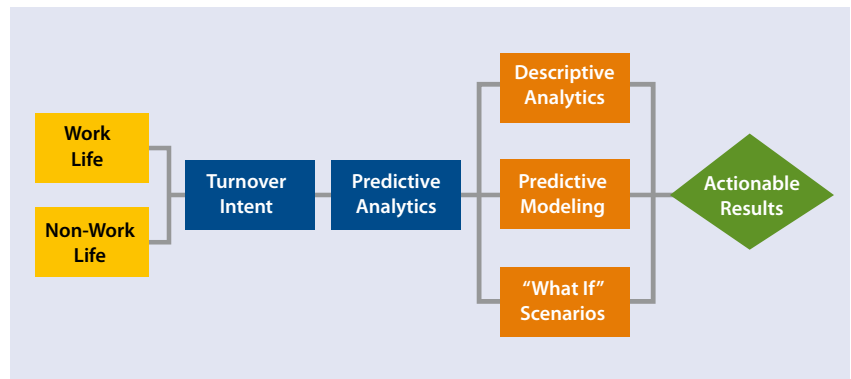 Work
Life
Non-Work
Life
Turnover
Intent
Predictive
Analytics
Descriptive
Analytics
Predictive
Modeling
“What If”
Scenarios
Actionable
Results